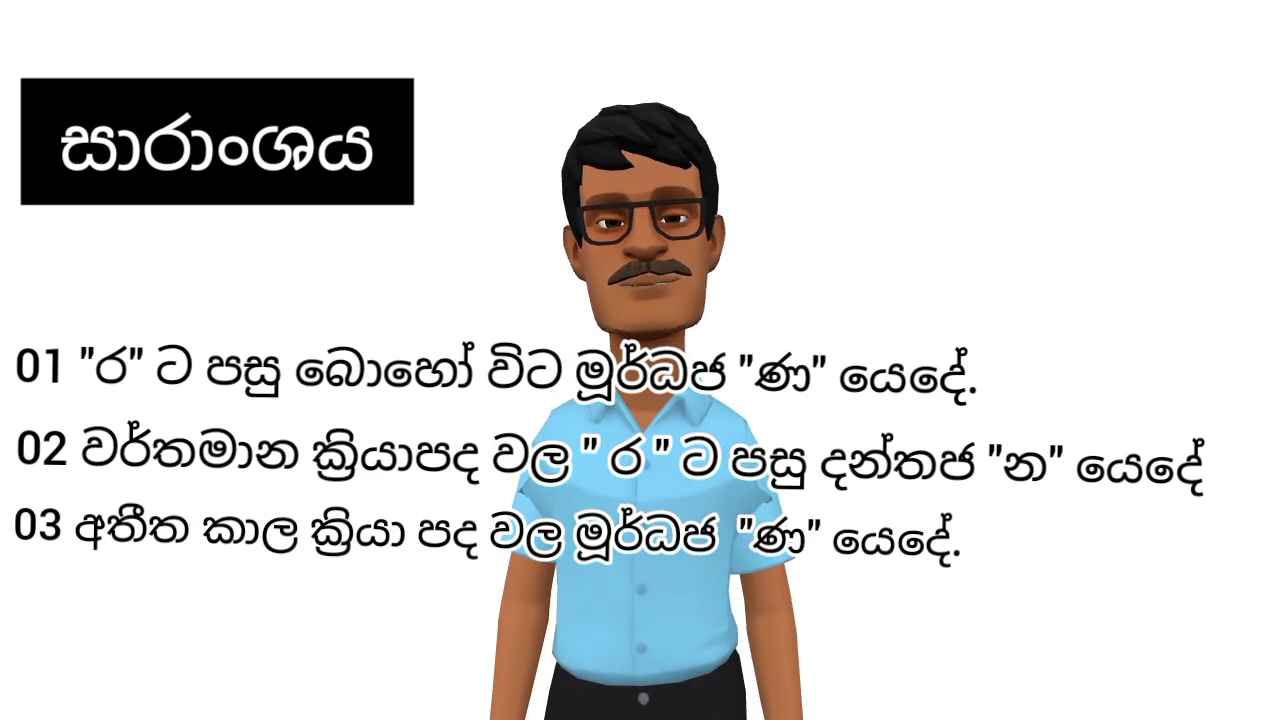 සාරාංශය
01 "ර" ට පසු බොහෝ විට මූර්ධජ "ණ" යෙදේ.
02 වර්තමාන ක්‍රියාපද වල " ර " ට පසු දන්තජ "න" යෙදේ
03 අතීත කාල ක්‍රියා පද වල මූර්ධජ "ණ" යෙදේ.